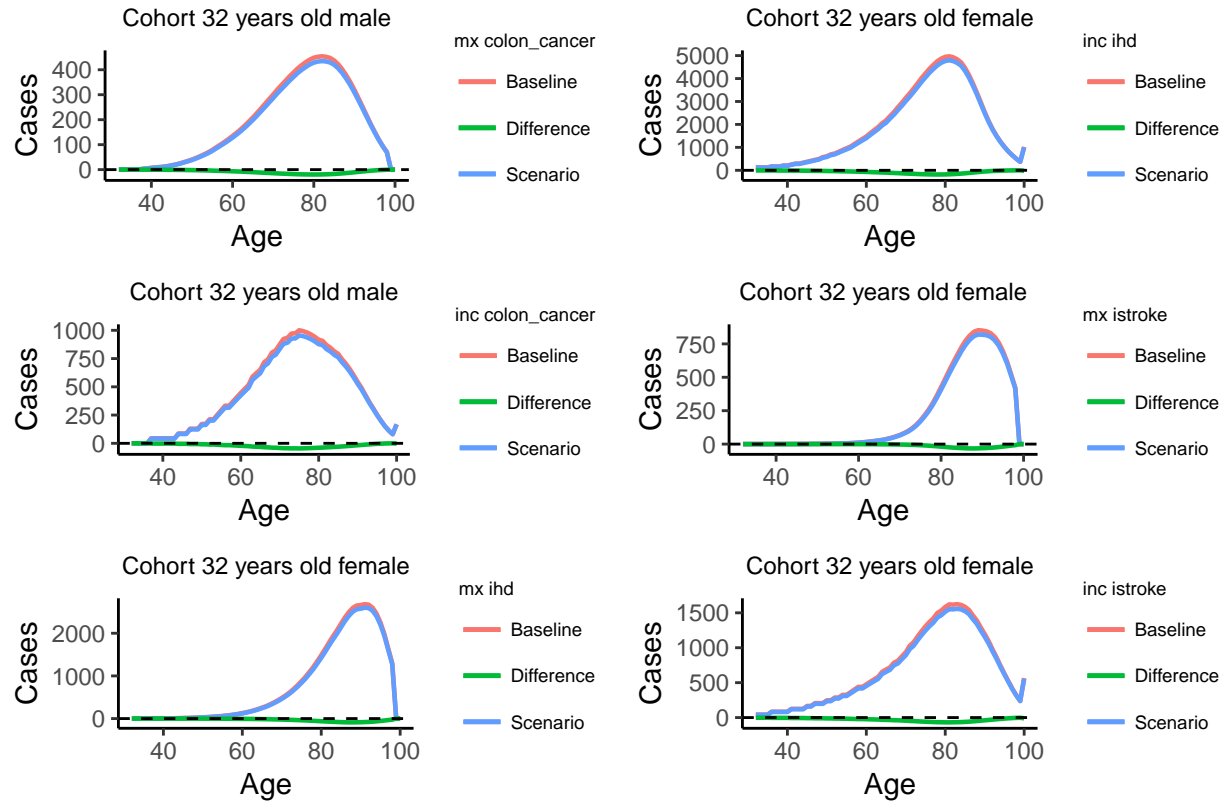 Cohort 32 years old male
mx colon_cancer
400
300
200
100
0
Cases
40 60 80 100
Age
Baseline
Difference
Scenario
Cohort 32 years old female
inc ihd
5000
4000
3000
2000
1000
0
Cases
40 60 80 100
Age
Baseline
Difference
Scenario
Cohort 32 years old male
inc colon_cancer
1000
750
500
250
0
Cases
40 60 80 100
Age
Baseline
Difference
Scenario
Cohort 32 years old female
mx istroke
750
500
250
0
Cases
40 60 80 100
Age
Baseline
Difference
Scenario
Cohort 32 years old female
mx ihd
2000
1000
0
Cases
40 60 80 100
Age
Baseline
Difference
Scenario
Cohort 32 years old female
inc istroke
1500
1000
500
0
Cases
40 60 80 100
Age
Baseline
Difference
Scenario